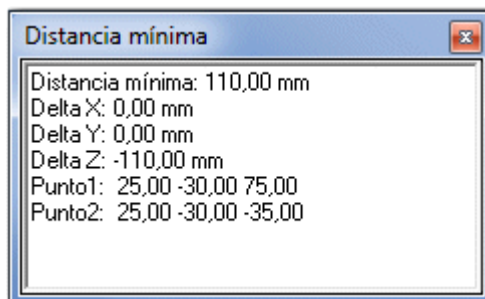 Distancia mínima
Distancia mínima: 110,00 mm
Delta X: 0,00 mm
Delta Y: 0,00 mm
Delta Z: -110,00 mm
Punto1: 25,00 -30,00 75,00
Punto2: 25,00 -30,00 -35,00